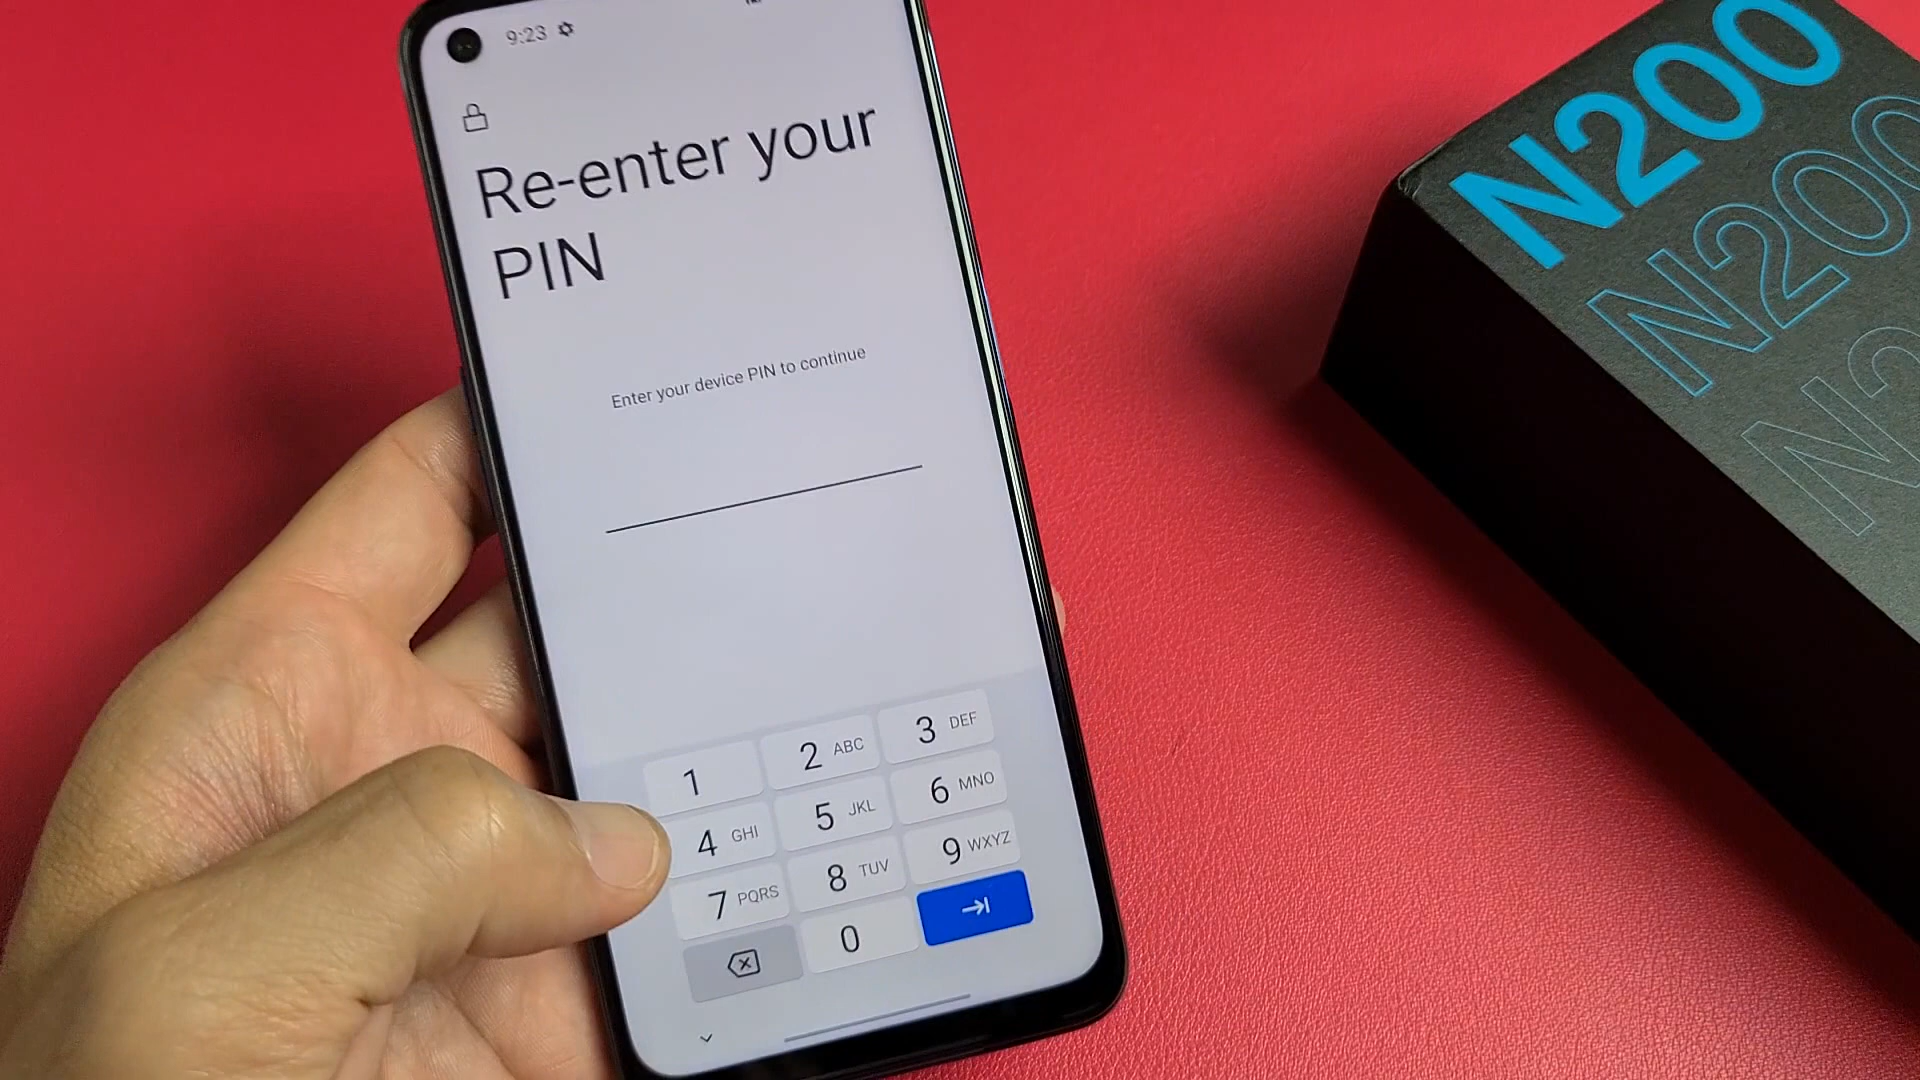 9:23
Re-enter your
PIN
Enter your device PIN to continue
1
2 ABC
3 DEF
4 GHI
5 JKL
6 MNO
7 PQRS
8 TUV
9 WXYZ
0
N200
N200
N2